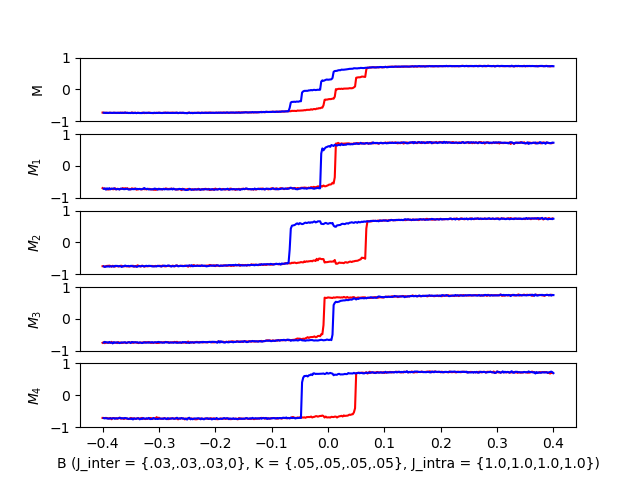 M
1
0
−1
M₁
1
0
−1
M₂
1
0
−1
M₃
1
0
−1
M₄
1
0
−1
−0.4 −0.3 −0.2 −0.1 0.0 0.1 0.2 0.3 0.4
B (J_inter = {.03,.03,.03,0}, K = {.05,.05,.05,.05}, J_intra = {1.0,1.0,1.0,1.0})